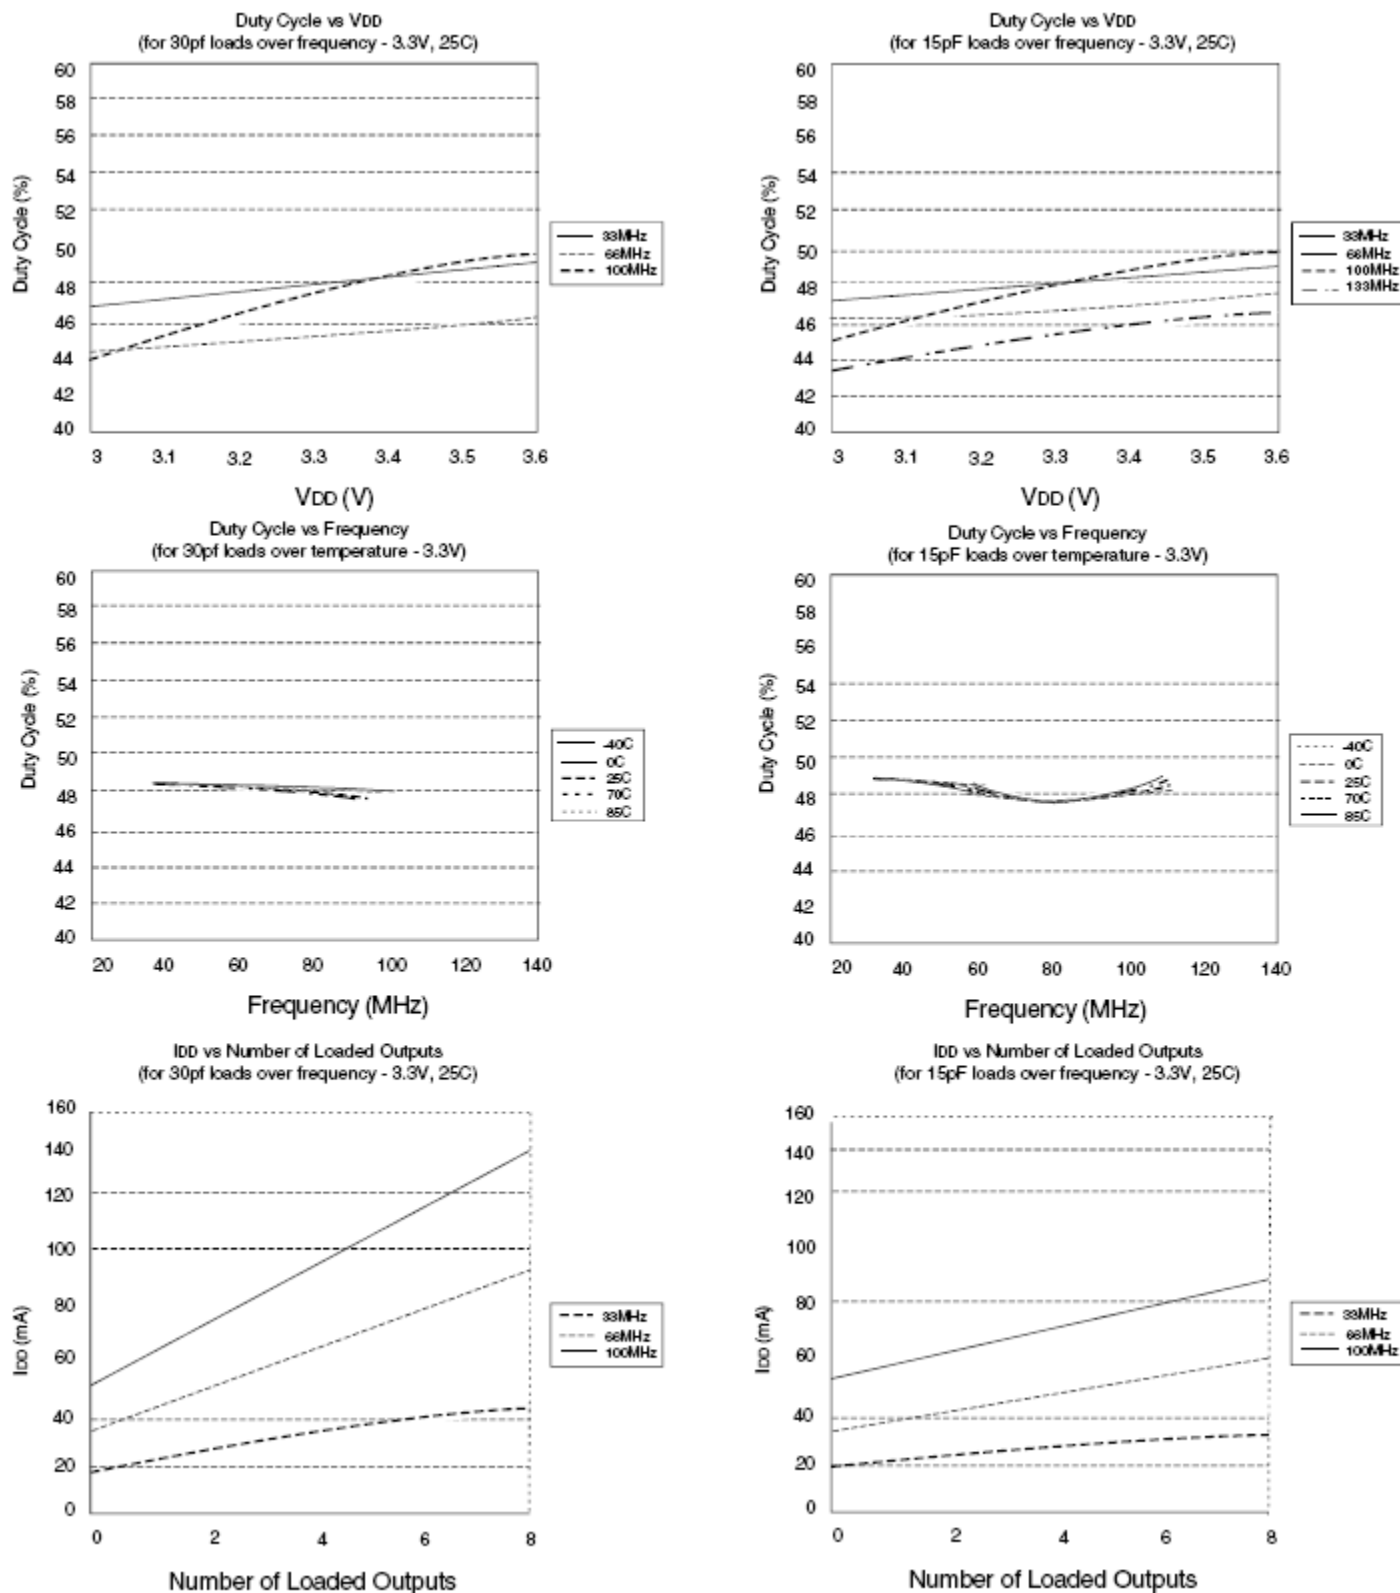 Duty Cycle vs VDD
(for 30pf loads over frequency - 3.3V, 25C)
Duty Cycle (%)
60
58
56
54
52
50
48
46
44
42
40
3 3.1 3.2 3.3 3.4 3.5 3.6
VDD (V)
33MHz
66MHz
100MHz
Duty Cycle vs VDD
(for 15pF loads over frequency - 3.3V, 25C)
Duty Cycle (%)
60
58
56
54
52
50
48
46
44
42
40
3 3.1 3.2 3.3 3.4 3.5 3.6
VDD (V)
33MHz
66MHz
100MHz
133MHz
Duty Cycle vs Frequency
(for 30pf loads over temperature - 3.3V)
Duty Cycle (%)
60
58
56
54
52
50
48
46
44
42
40
20 40 60 80 100 120 140
Frequency (MHz)
-40C
0C
25C
70C
85C
Duty Cycle vs Frequency
(for 15pF loads over temperature - 3.3V)
Duty Cycle (%)
60
58
56
54
52
50
48
46
44
42
40
20 40 60 80 100 120 140
Frequency (MHz)
-40C
0C
25C
70C
85C
IDD vs Number of Loaded Outputs
(for 30pf loads over frequency - 3.3V, 25C)
IDD (mA)
160
140
120
100
80
60
40
20
0
0 2 4 6 8
Number of Loaded Outputs
33MHz
66MHz
100MHz
IDD vs Number of Loaded Outputs
(for 15pF loads over frequency - 3.3V, 25C)
IDD (mA)
160
140
120
100
80
60
40
20
0
0 2 4 6 8
Number of Loaded Outputs
33MHz
66MHz
100MHz